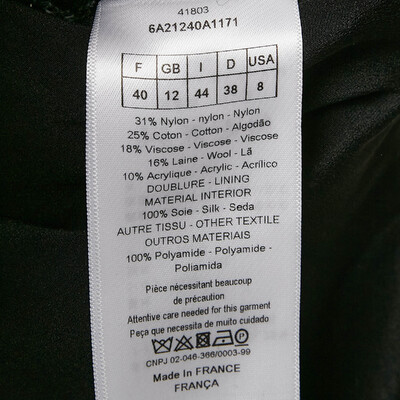 41803
6A21240A1171
F GB I D USA
40 12 44 38 8
31% Nylon - nylon - Nylon
25% Coton - Cotton - Algodão
18% Viscose - Viscose - Viscose
16% Laine - Wool - Lã
10% Acrylique - Acrylic - Acrílico
DOUBLURE - LINING
MATERIAL INTERIOR
100% Soie - Silk - Seda
AUTRE TISSU - OTHER TEXTILE
OUTROS MATERIAIS
100% Polyamide - Polyamide -
Poliamida
Pièce nécessitant beaucoup
de précaution
Attentive care needed for this garment
Peça que necessita de muito cuidado
CNPJ 02-046-366/0003-99
Made In FRANCE
FRANÇA